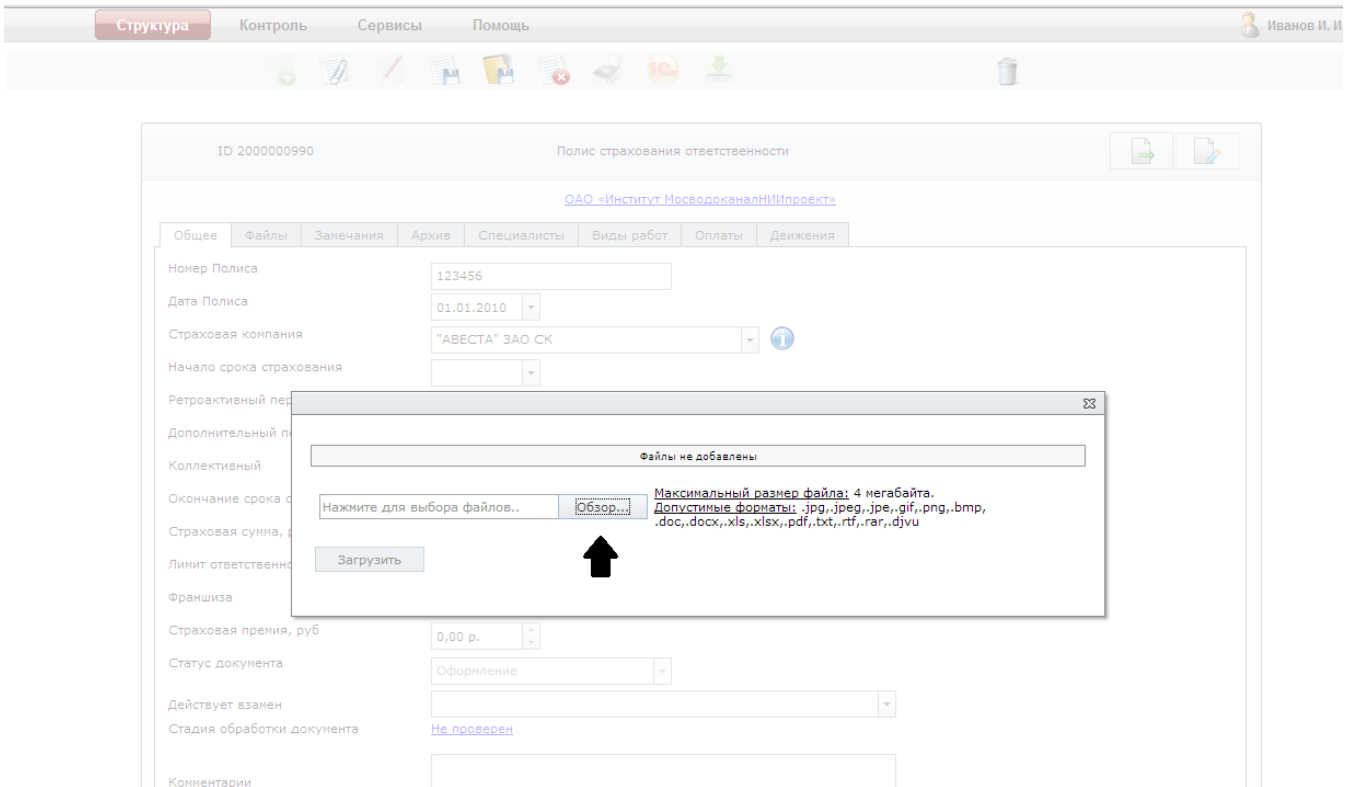 Структура Контроль Сервисы Помощь Иванов И. И
1С
ID 2000000990 Полис страхования ответственности
ОАО «Институт МосводоканалНИИпроект»
Общее Файлы Замечания Архив Специалисты Виды работ Оплаты Движения
Номер Полиса 123456
Дата Полиса 01.01.2010
Страховая компания "АВЕСТА" ЗАО СК
Начало срока страхования
Ретроактивный пер
Дополнительный п
Коллективный
Окончание срока с
Страховая сумма, р
Лимит ответственно
Франшиза
Файлы не добавлены
Нажмите для выбора файлов.. Обзор...
Максимальный размер файла: 4 мегабайта.
Допустимые форматы: .jpg,.jpeg,.jpe,.gif,.png,.bmp,
.doc,.docx,.xls,.xlsx,.pdf,.txt,.rtf,.rar,.djvu
Загрузить
Страховая премия, руб 0,00 р.
Статус документа Оформление
Действует взамен
Стадия обработки документа Не проверен
Комментарии